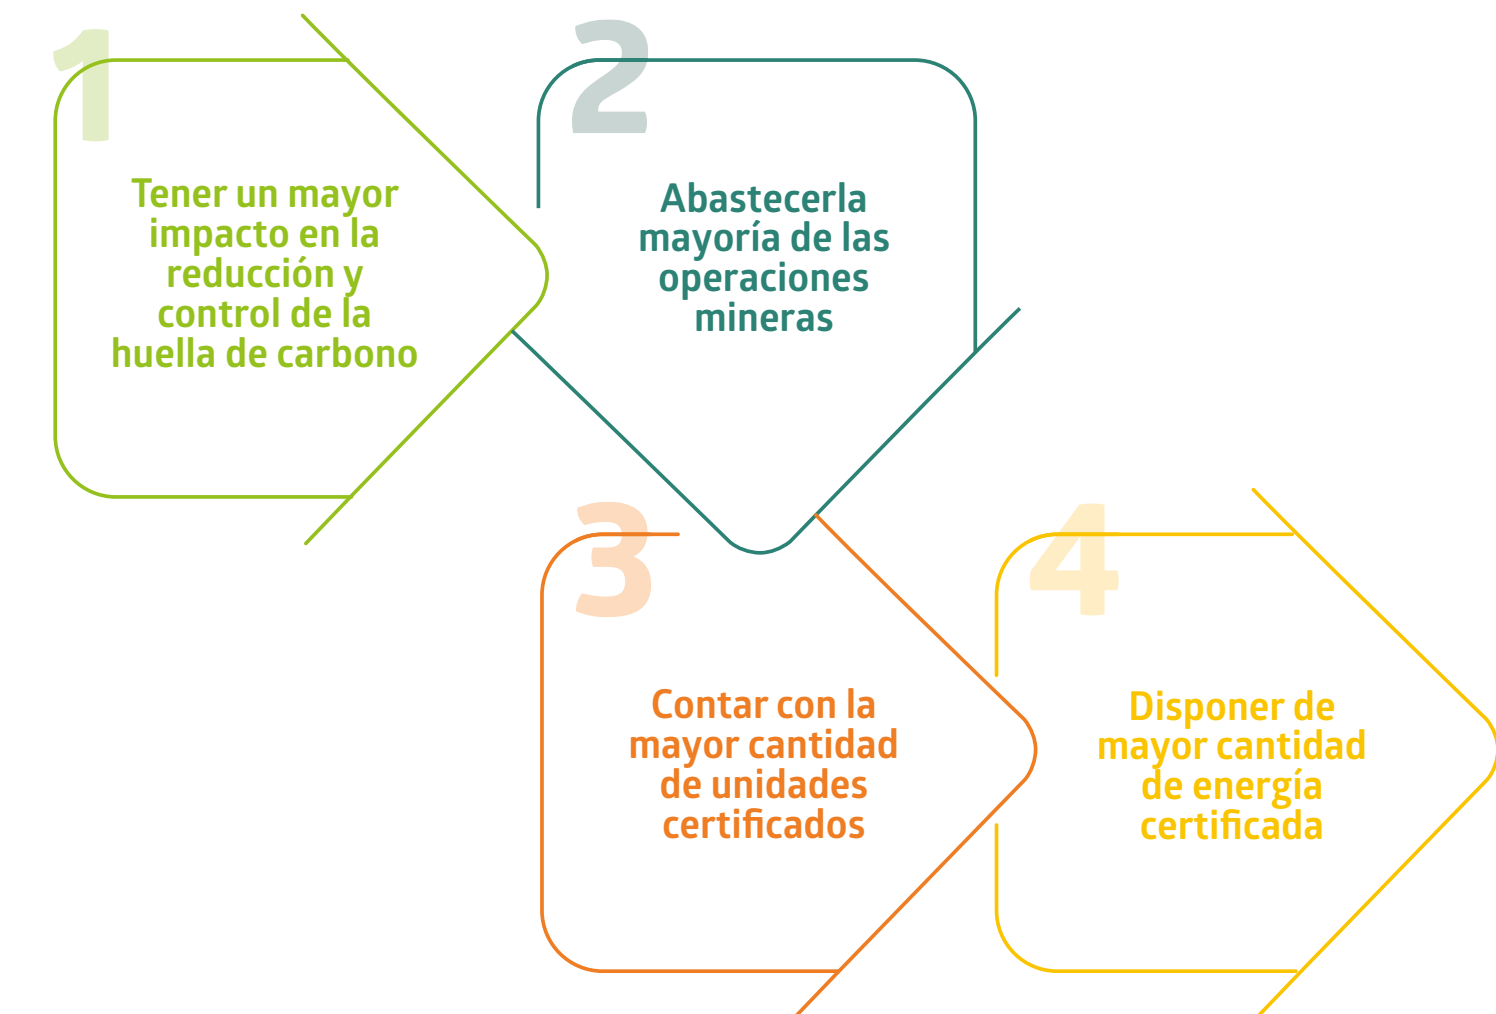 1
Tener un mayor
impacto en la
reducción y
control de la
huella de carbono
2
Abastecerla
mayoría de las
operaciones
mineras
3
Contar con la
mayor cantidad
de unidades
certificados
4
Disponer de
mayor cantidad
de energía
certificada